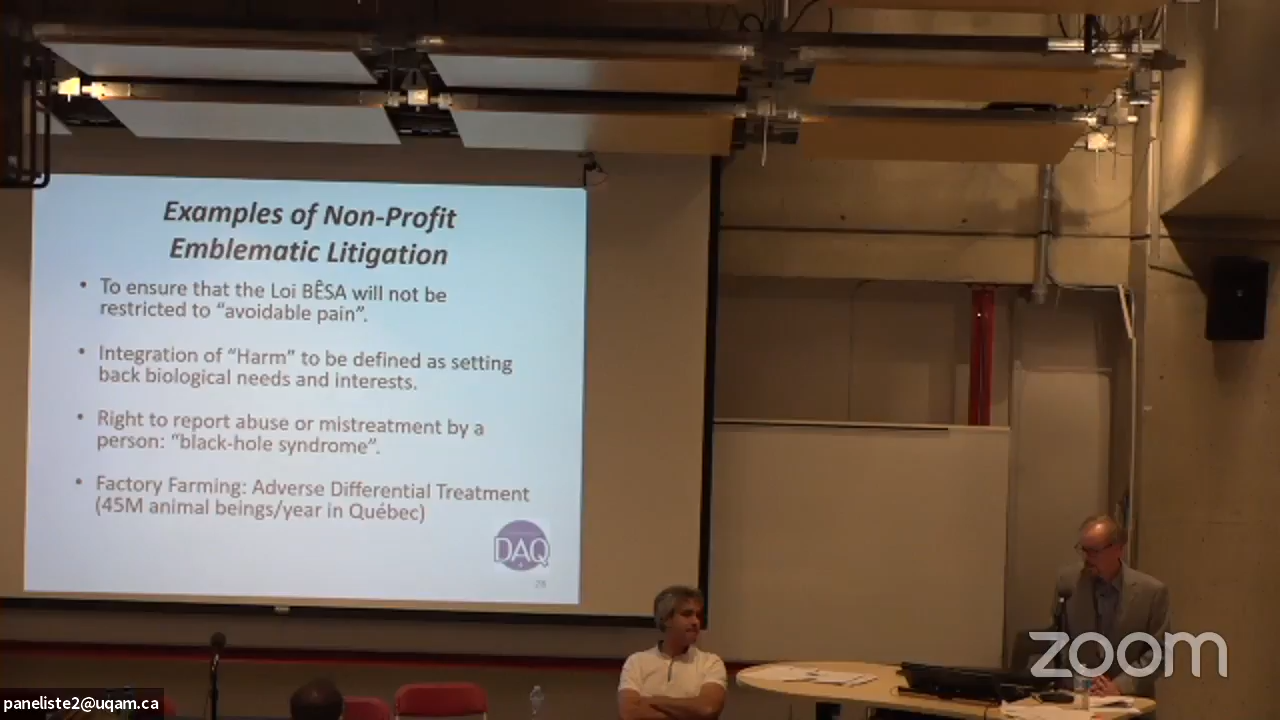 Examples of Non-Profit
Emblematic Litigation
• To ensure that the Loi BÊSA will not be
restricted to “avoidable pain”.
• Integration of “Harm” to be defined as setting
back biological needs and interests.
• Right to report abuse or mistreatment by a
person: “black-hole syndrome”.
• Factory Farming: Adverse Differential Treatment
(45M animal beings/year in Québec)
DAQ
28
zoom
paneliste2@uqam.ca